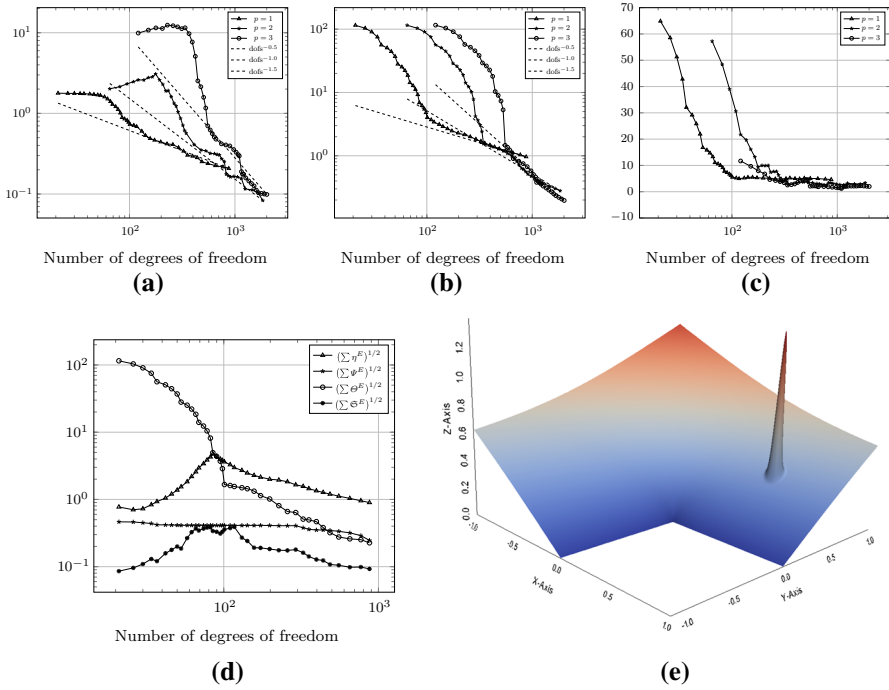 10^1
10^0
10^{-1}
10^2
10^3
p = 1
p = 2
p = 3
dofs^{-0.5}
dofs^{-1.0}
dofs^{-1.5}
Number of degrees of freedom
(a)
10^2
10^0
10^2
10^3
p = 1
p = 2
p = 3
dofs^{-0.5}
dofs^{-1.0}
dofs^{-1.5}
Number of degrees of freedom
(b)
70
60
50
40
30
20
10
0
−10
10^2
10^3
p = 1
p = 2
p = 3
Number of degrees of freedom
(c)
10^2
10^1
10^0
10^{-1}
10^2
10^3
(∑ η^E)^{1/2}
(∑ Ψ^E)^{1/2}
(∑ Θ^E)^{1/2}
(∑ 𝔖^E)^{1/2}
Number of degrees of freedom
(d)
Z-Axis
1.2
1.0
0.8
0.6
0.4
0.2
0.0
-1.0
-0.5
0.0
0.5
1.0
X-Axis
-1.0
-0.5
0.0
0.5
1.0
Y-Axis
(e)